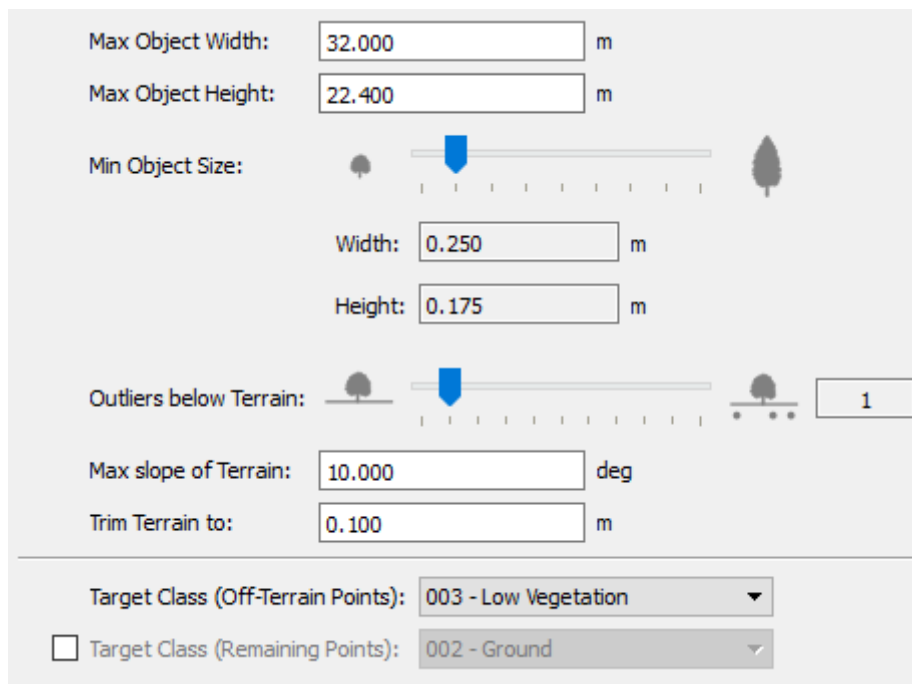 Max Object Width: 32.000 m
Max Object Height: 22.400 m
Min Object Size:
Width: 0.250 m
Height: 0.175 m
Outliers below Terrain: 1
Max slope of Terrain: 10.000 deg
Trim Terrain to: 0.100 m
Target Class (Off-Terrain Points): 003 - Low Vegetation
Target Class (Remaining Points): 002 - Ground